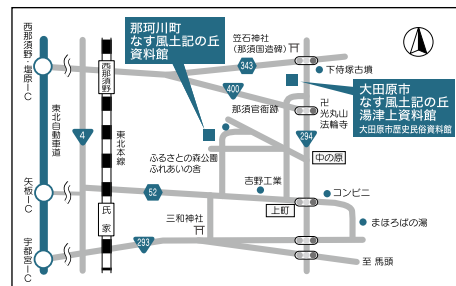 那珂川町
なす風土記の丘
資料館
笠石神社
(那須国造碑)
343
下侍塚古墳
大田原市
なす風土記の丘
湯津上資料館
大田原市歴史民俗資料館
西那須野・塩原IC
西那須野
400
那須官衙跡
卍
光丸山
法輪寺
東北自動車道
4
東北本線
294
中の原
ふるさとの森公園
ふれあいの舎
吉野工業
矢板IC
52
コンビニ
上町
氏家
三和神社
まほろばの湯
宇都宮IC
293
至 馬頭